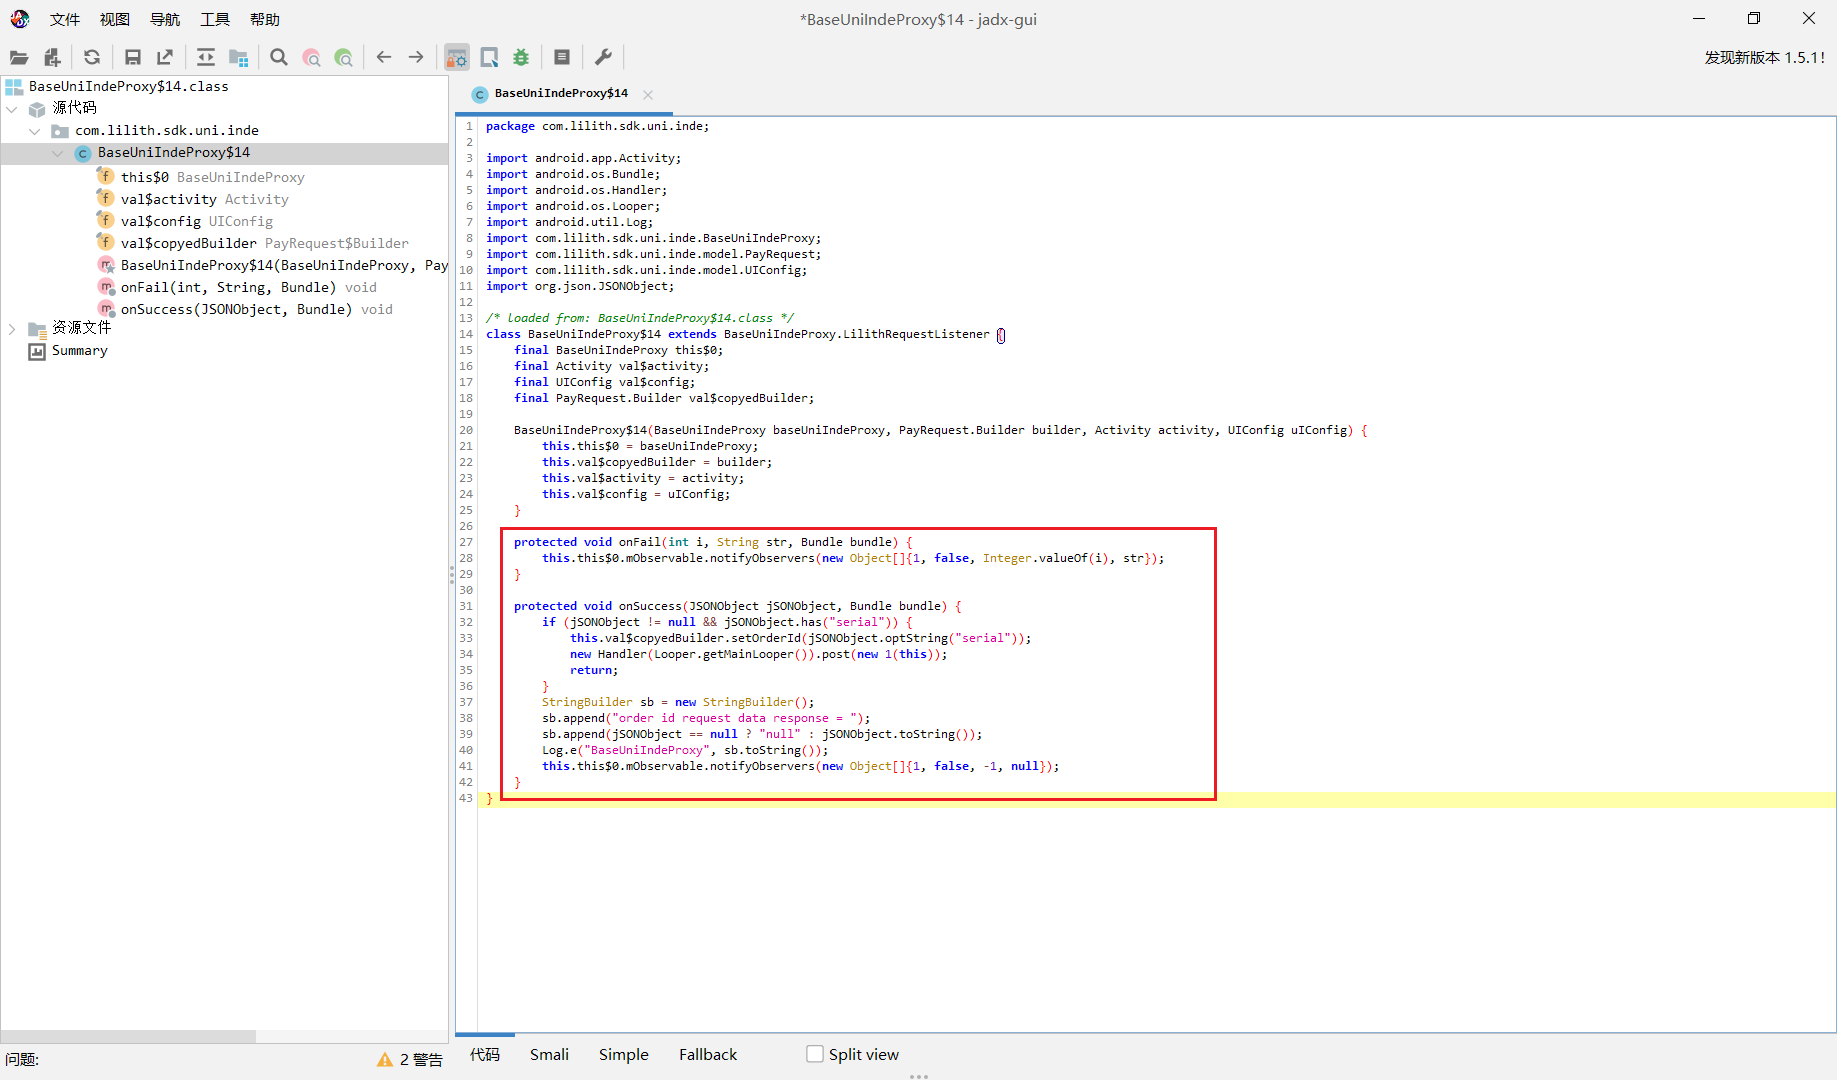 文件 视图 导航 工具 帮助
*BaseUniIndeProxy$14 - jadx-gui
发现新版本 1.5.1!
BaseUniIndeProxy$14.class
源代码
com.lilith.sdk.uni.inde
BaseUniIndeProxy$14
this$0 BaseUniIndeProxy
val$activity Activity
val$config UIConfig
val$copyedBuilder PayRequest$Builder
BaseUniIndeProxy$14(BaseUniIndeProxy, Pay
onFail(int, String, Bundle) void
onSuccess(JSONObject, Bundle) void
资源文件
Summary
BaseUniIndeProxy$14
1 package com.lilith.sdk.uni.inde;
2
3 import android.app.Activity;
4 import android.os.Bundle;
5 import android.os.Handler;
6 import android.os.Looper;
7 import android.util.Log;
8 import com.lilith.sdk.uni.inde.BaseUniIndeProxy;
9 import com.lilith.sdk.uni.inde.model.PayRequest;
10 import com.lilith.sdk.uni.inde.model.UIConfig;
11 import org.json.JSONObject;
12
13 /* loaded from: BaseUniIndeProxy$14.class */
14 class BaseUniIndeProxy$14 extends BaseUniIndeProxy.LilithRequestListener {
15 final BaseUniIndeProxy this$0;
16 final Activity val$activity;
17 final UIConfig val$config;
18 final PayRequest.Builder val$copyedBuilder;
19
20 BaseUniIndeProxy$14(BaseUniIndeProxy baseUniIndeProxy, PayRequest.Builder builder, Activity activity, UIConfig uIConfig) {
21 this.this$0 = baseUniIndeProxy;
22 this.val$copyedBuilder = builder;
23 this.val$activity = activity;
24 this.val$config = uIConfig;
25 }
26
27 protected void onFail(int i, String str, Bundle bundle) {
28 this.this$0.mObservable.notifyObservers(new Object[]{1, false, Integer.valueOf(i), str});
29 }
30
31 protected void onSuccess(JSONObject jSONObject, Bundle bundle) {
32 if (jSONObject != null && jSONObject.has("serial")) {
33 this.val$copyedBuilder.setOrderId(jSONObject.optString("serial"));
34 new Handler(Looper.getMainLooper()).post(new 1(this));
35 return;
36 }
37 StringBuilder sb = new StringBuilder();
38 sb.append("order id request data response = ");
39 sb.append(jSONObject == null ? "null" : jSONObject.toString());
40 Log.e("BaseUniIndeProxy", sb.toString());
41 this.this$0.mObservable.notifyObservers(new Object[]{1, false, -1, null});
42 }
43 }
问题: 2 警告
代码 Smali Simple Fallback Split view